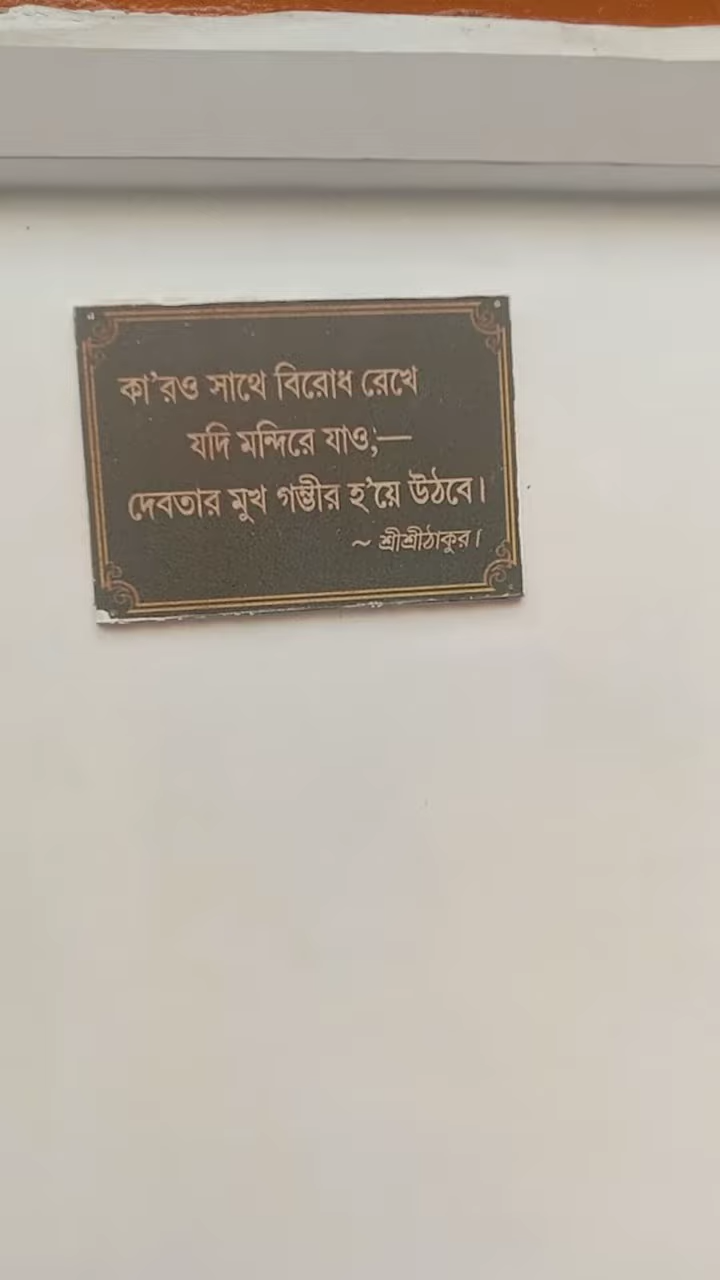 কা'রও সাথে বিরোধ রেখে
যদি মন্দিরে যাও;—
দেবতার মুখ গম্ভীর হ'য়ে উঠবে।
~ শ্রীশ্রীঠাকুর।